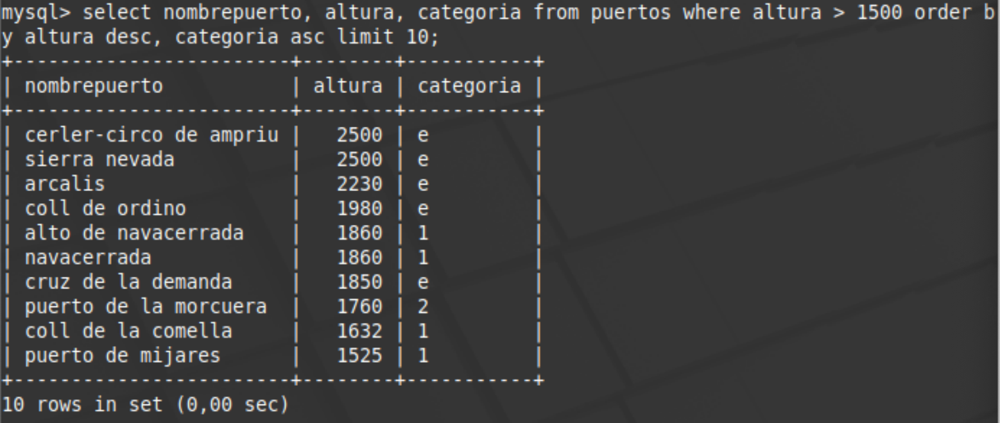 mysql> select nombrepuerto, altura, categoria from puertos where altura > 1500 order b
y altura desc, categoria asc limit 10;
+------------------------+--------+-----------+
| nombrepuerto           | altura | categoria |
+------------------------+--------+-----------+
| cerler-circo de ampriu |   2500 | e         |
| sierra nevada          |   2500 | e         |
| arcalis                |   2230 | e         |
| coll de ordino         |   1980 | e         |
| alto de navacerrada    |   1860 | 1         |
| navacerrada            |   1860 | 1         |
| cruz de la demanda     |   1850 | e         |
| puerto de la morcuera  |   1760 | 2         |
| coll de la comella     |   1632 | 1         |
| puerto de mijares      |   1525 | 1         |
+------------------------+--------+-----------+
10 rows in set (0,00 sec)